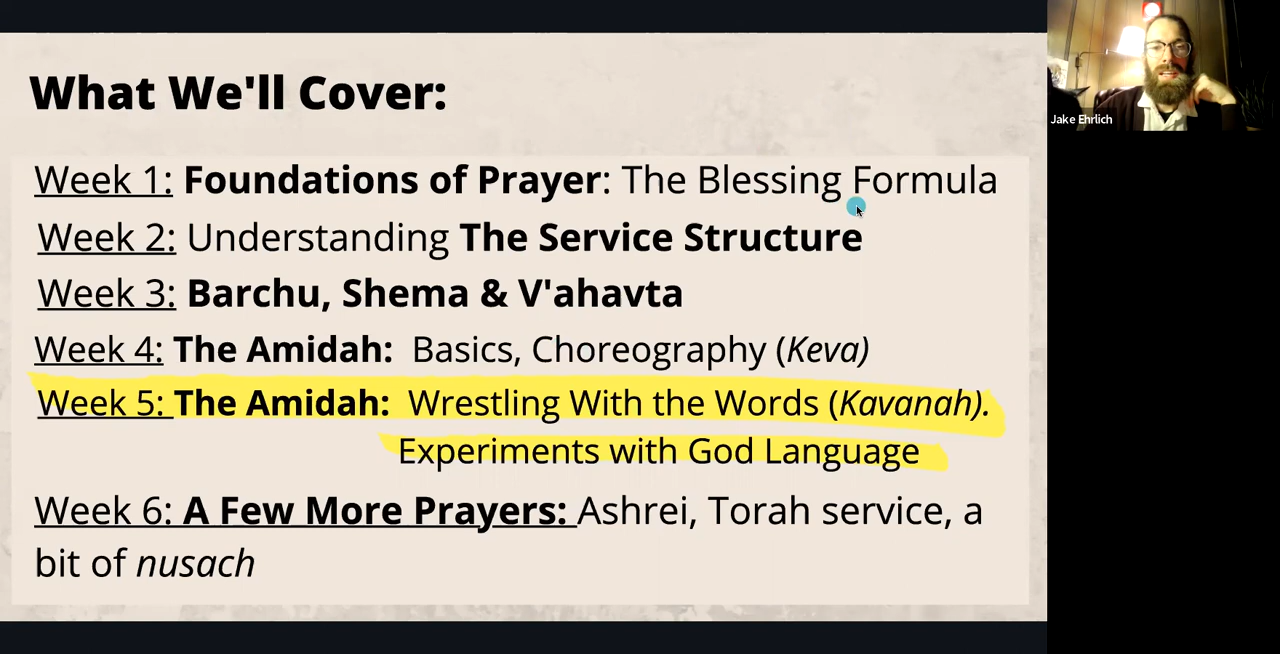 What We'll Cover:
Week 1: Foundations of Prayer: The Blessing Formula
Week 2: Understanding The Service Structure
Week 3: Barchu, Shema & V'ahavta
Week 4: The Amidah: Basics, Choreography (Keva)
Week 5: The Amidah: Wrestling With the Words (Kavanah).
Experiments with God Language
Week 6: A Few More Prayers: Ashrei, Torah service, a
bit of nusach
Jake Ehrlich